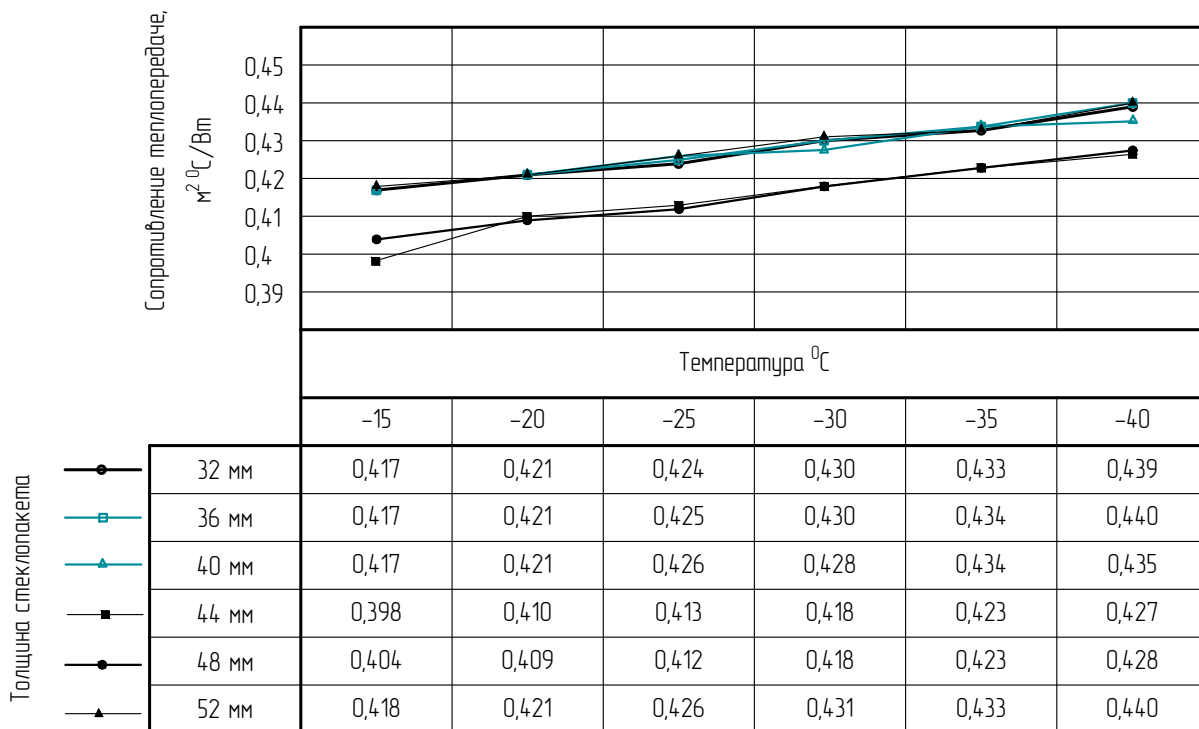 Сопротивление теплопередаче,
м² ⁰С/Вт
0,45
0,44
0,43
0,42
0,41
0,4
0,39
Температура ⁰С
–15 –20 –25 –30 –35 –40
Толщина стеклопакета
32 мм 0,417 0,421 0,424 0,430 0,433 0,439
36 мм 0,417 0,421 0,425 0,430 0,434 0,440
40 мм 0,417 0,421 0,426 0,428 0,434 0,435
44 мм 0,398 0,410 0,413 0,418 0,423 0,427
48 мм 0,404 0,409 0,412 0,418 0,423 0,428
52 мм 0,418 0,421 0,426 0,431 0,433 0,440